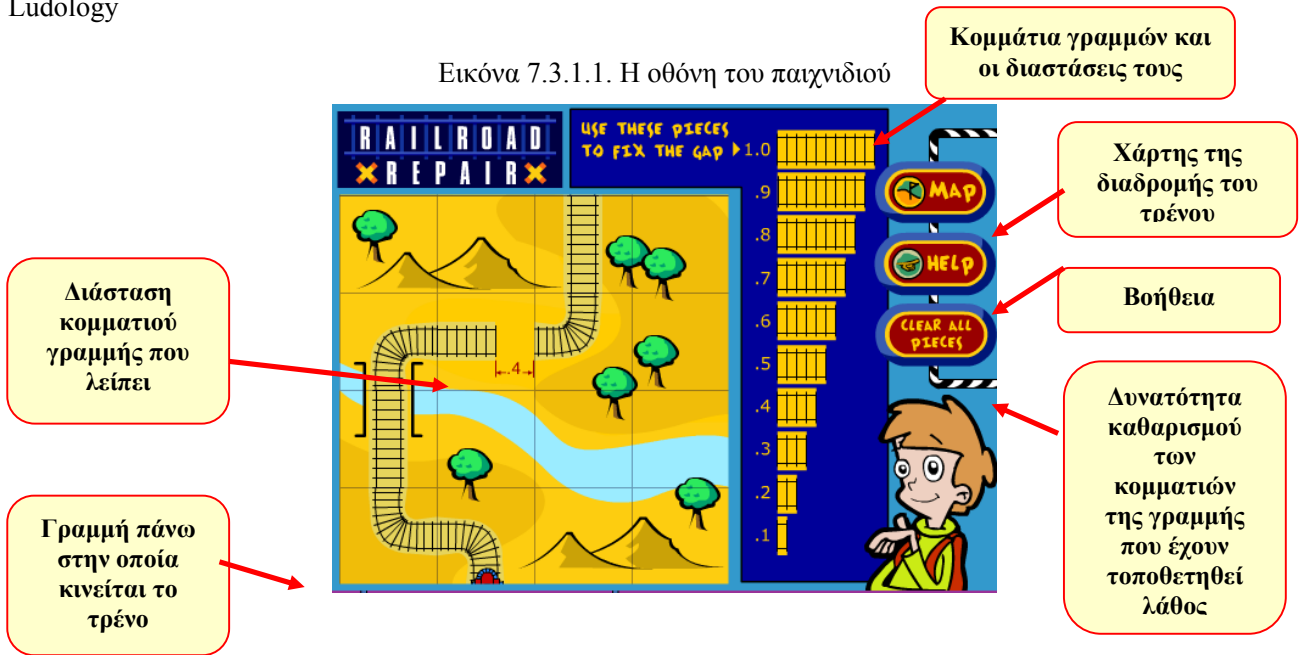 Ludology
Κομμάτια γραμμών και
οι διαστάσεις τους
Εικόνα 7.3.1.1. Η οθόνη του παιχνιδιού
RAILROAD
REPAIR
USE THESE PIECES
TO FIX THE GAP
1.0
.9
.8
.7
.6
.5
.4
.3
.2
.1
MAP
HELP
CLEAR ALL
PIECES
.4
Χάρτης της
διαδρομής του
τρένου
Βοήθεια
Διάσταση
κομματιού
γραμμής που
λείπει
Δυνατότητα
καθαρισμού
των
κομματιών
της γραμμής
που έχουν
τοποθετηθεί
λάθος
Γραμμή πάνω
στην οποία
κινείται το
τρένο